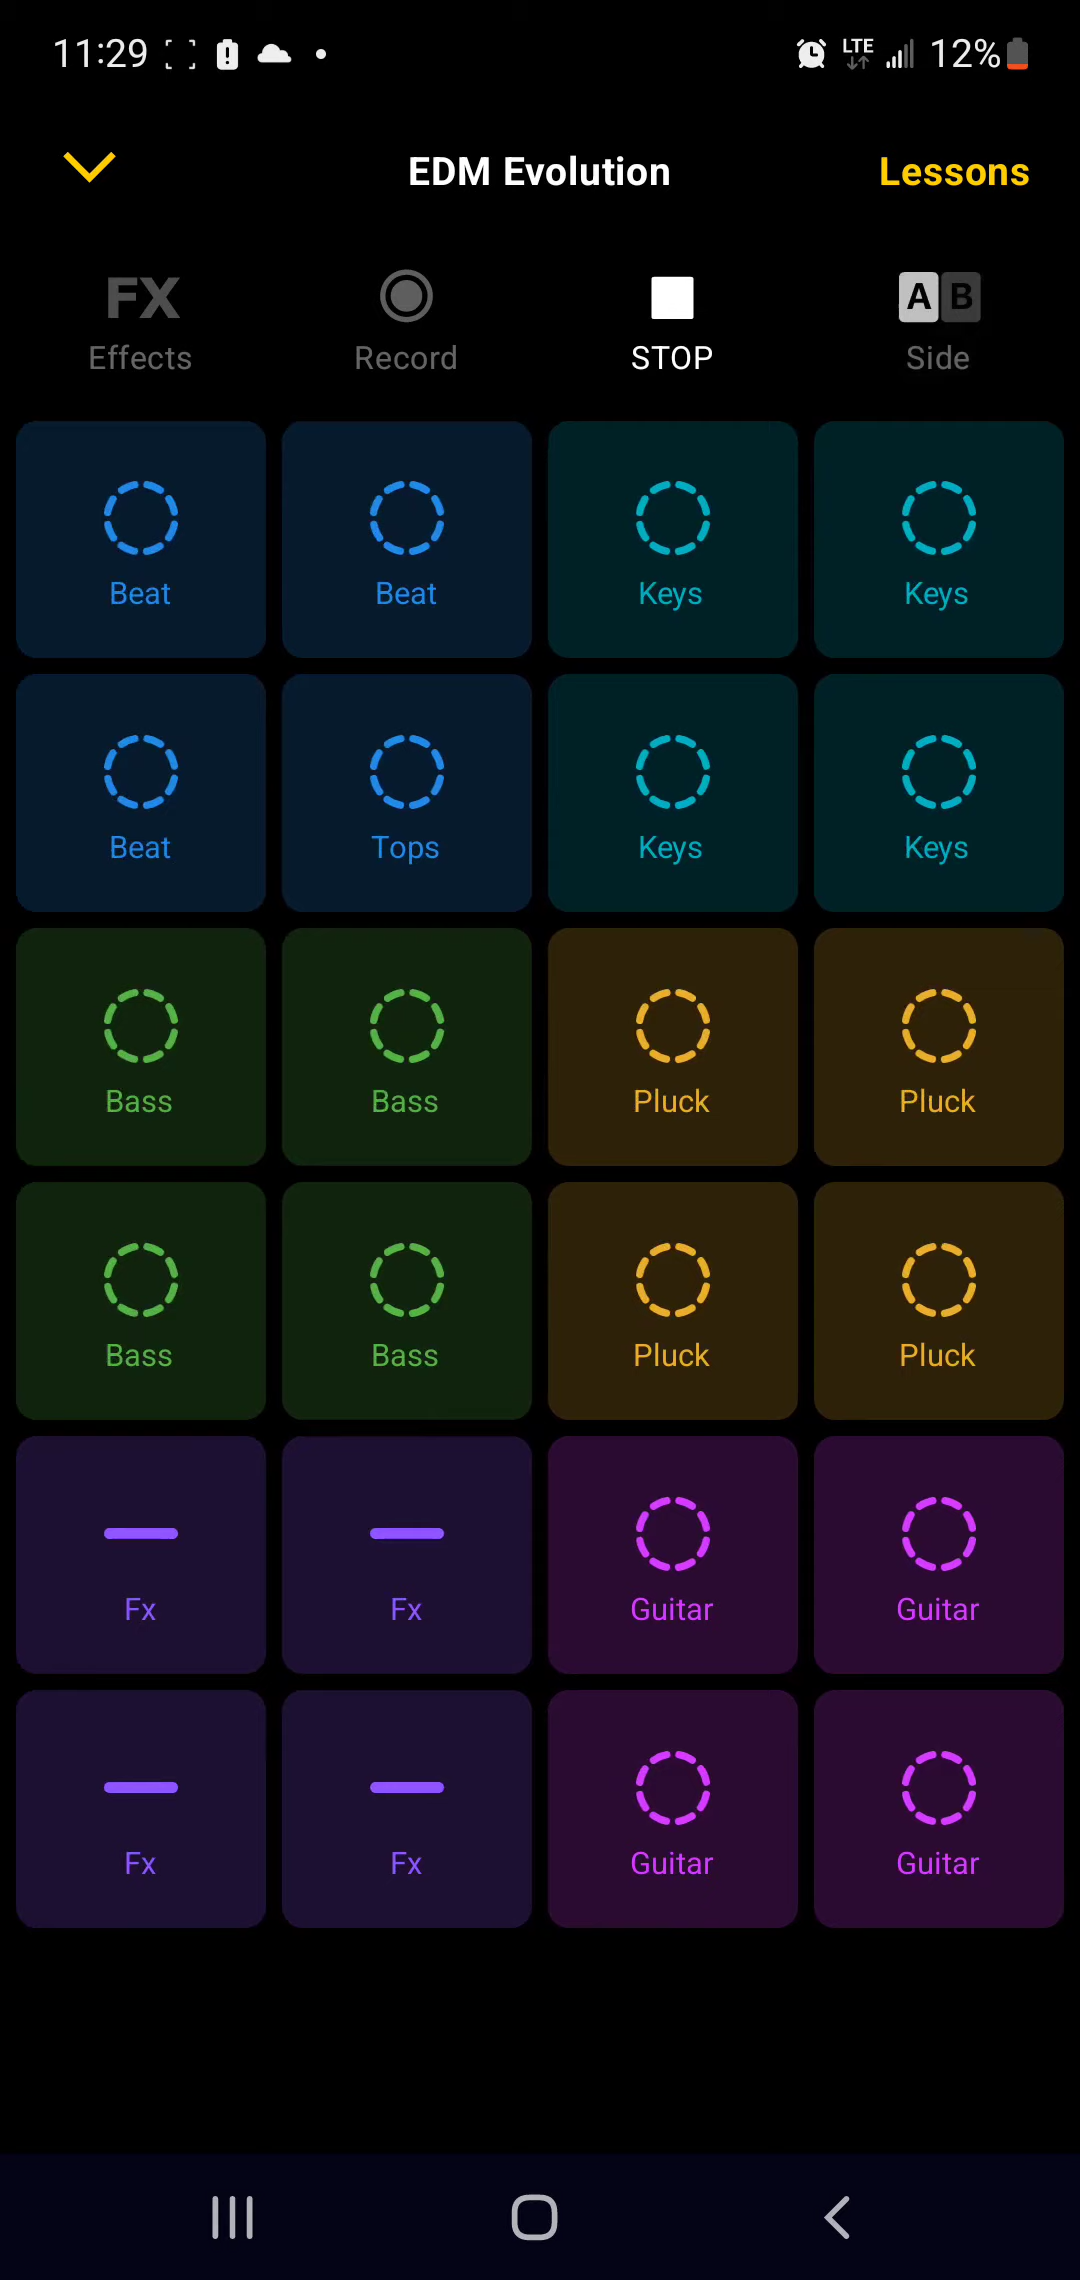 11:29 LTE 12%
EDM Evolution Lessons
FX A B
Effects Record STOP Side
Beat Beat Keys Keys
Beat Tops Keys Keys
Bass Bass Pluck Pluck
Bass Bass Pluck Pluck
Fx Fx Guitar Guitar
Fx Fx Guitar Guitar